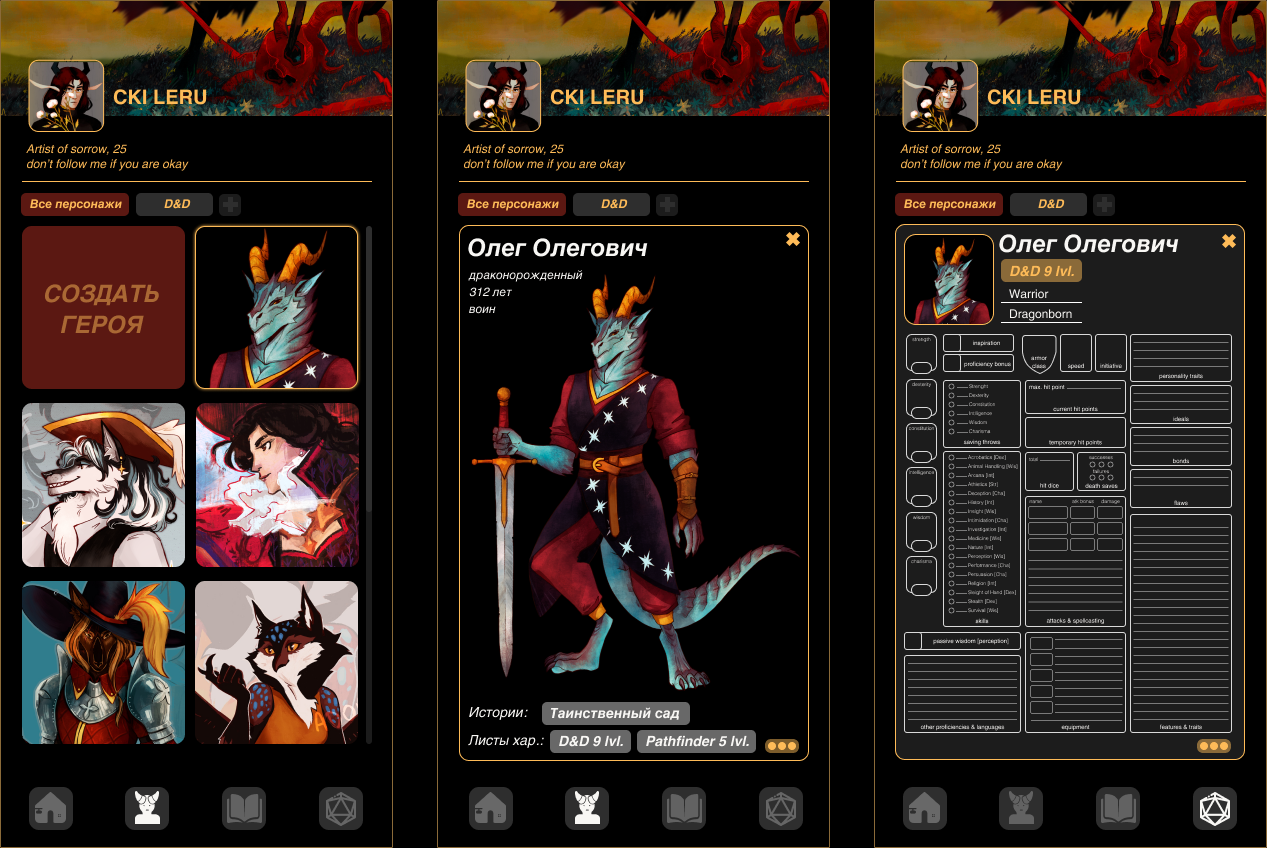 CKI LERU
Artist of sorrow, 25
don't follow me if you are okay
Все персонажи
D&D
СОЗДАТЬ
ГЕРОЯ
CKI LERU
Artist of sorrow, 25
don't follow me if you are okay
Все персонажи
D&D
Олег Олегович
драконорожденный
312 лет
воин
Истории:
Таинственный сад
Листы хар.:
D&D 9 lvl.
Pathfinder 5 lvl.
CKI LERU
Artist of sorrow, 25
don't follow me if you are okay
Все персонажи
D&D
Олег Олегович
D&D 9 lvl.
Warrior
Dragonborn
strength
dexterity
constitution
intelligence
wisdom
charisma
inspiration
proficiency bonus
Strenght
Dexterity
Constitution
Wisdom
Charisma
saving throws
Acrobatics [Dex]
Animal Handling [Wis]
Arcana [Int]
Athletics [Str]
Deception [Cha]
History [Int]
Insight [Wis]
Intimidation [Cha]
Investigation [Int]
Medicine [Wis]
Nature [Int]
Perception [Wis]
Performance [Cha]
Persuasion [Cha]
Religion [Int]
Sleight of Hand [Dex]
Stealth [Dex]
Survival [Wis]
skills
passive wisdom [perception]
other proficiencies & languages
armor
class
speed
initiative
max. hit point
current hit points
temporary hit points
total
hit dice
successes
failures
death saves
name
atk bonus
damage
attacks & spellcasting
equipment
personality traits
ideals
bonds
flaws
features & traits